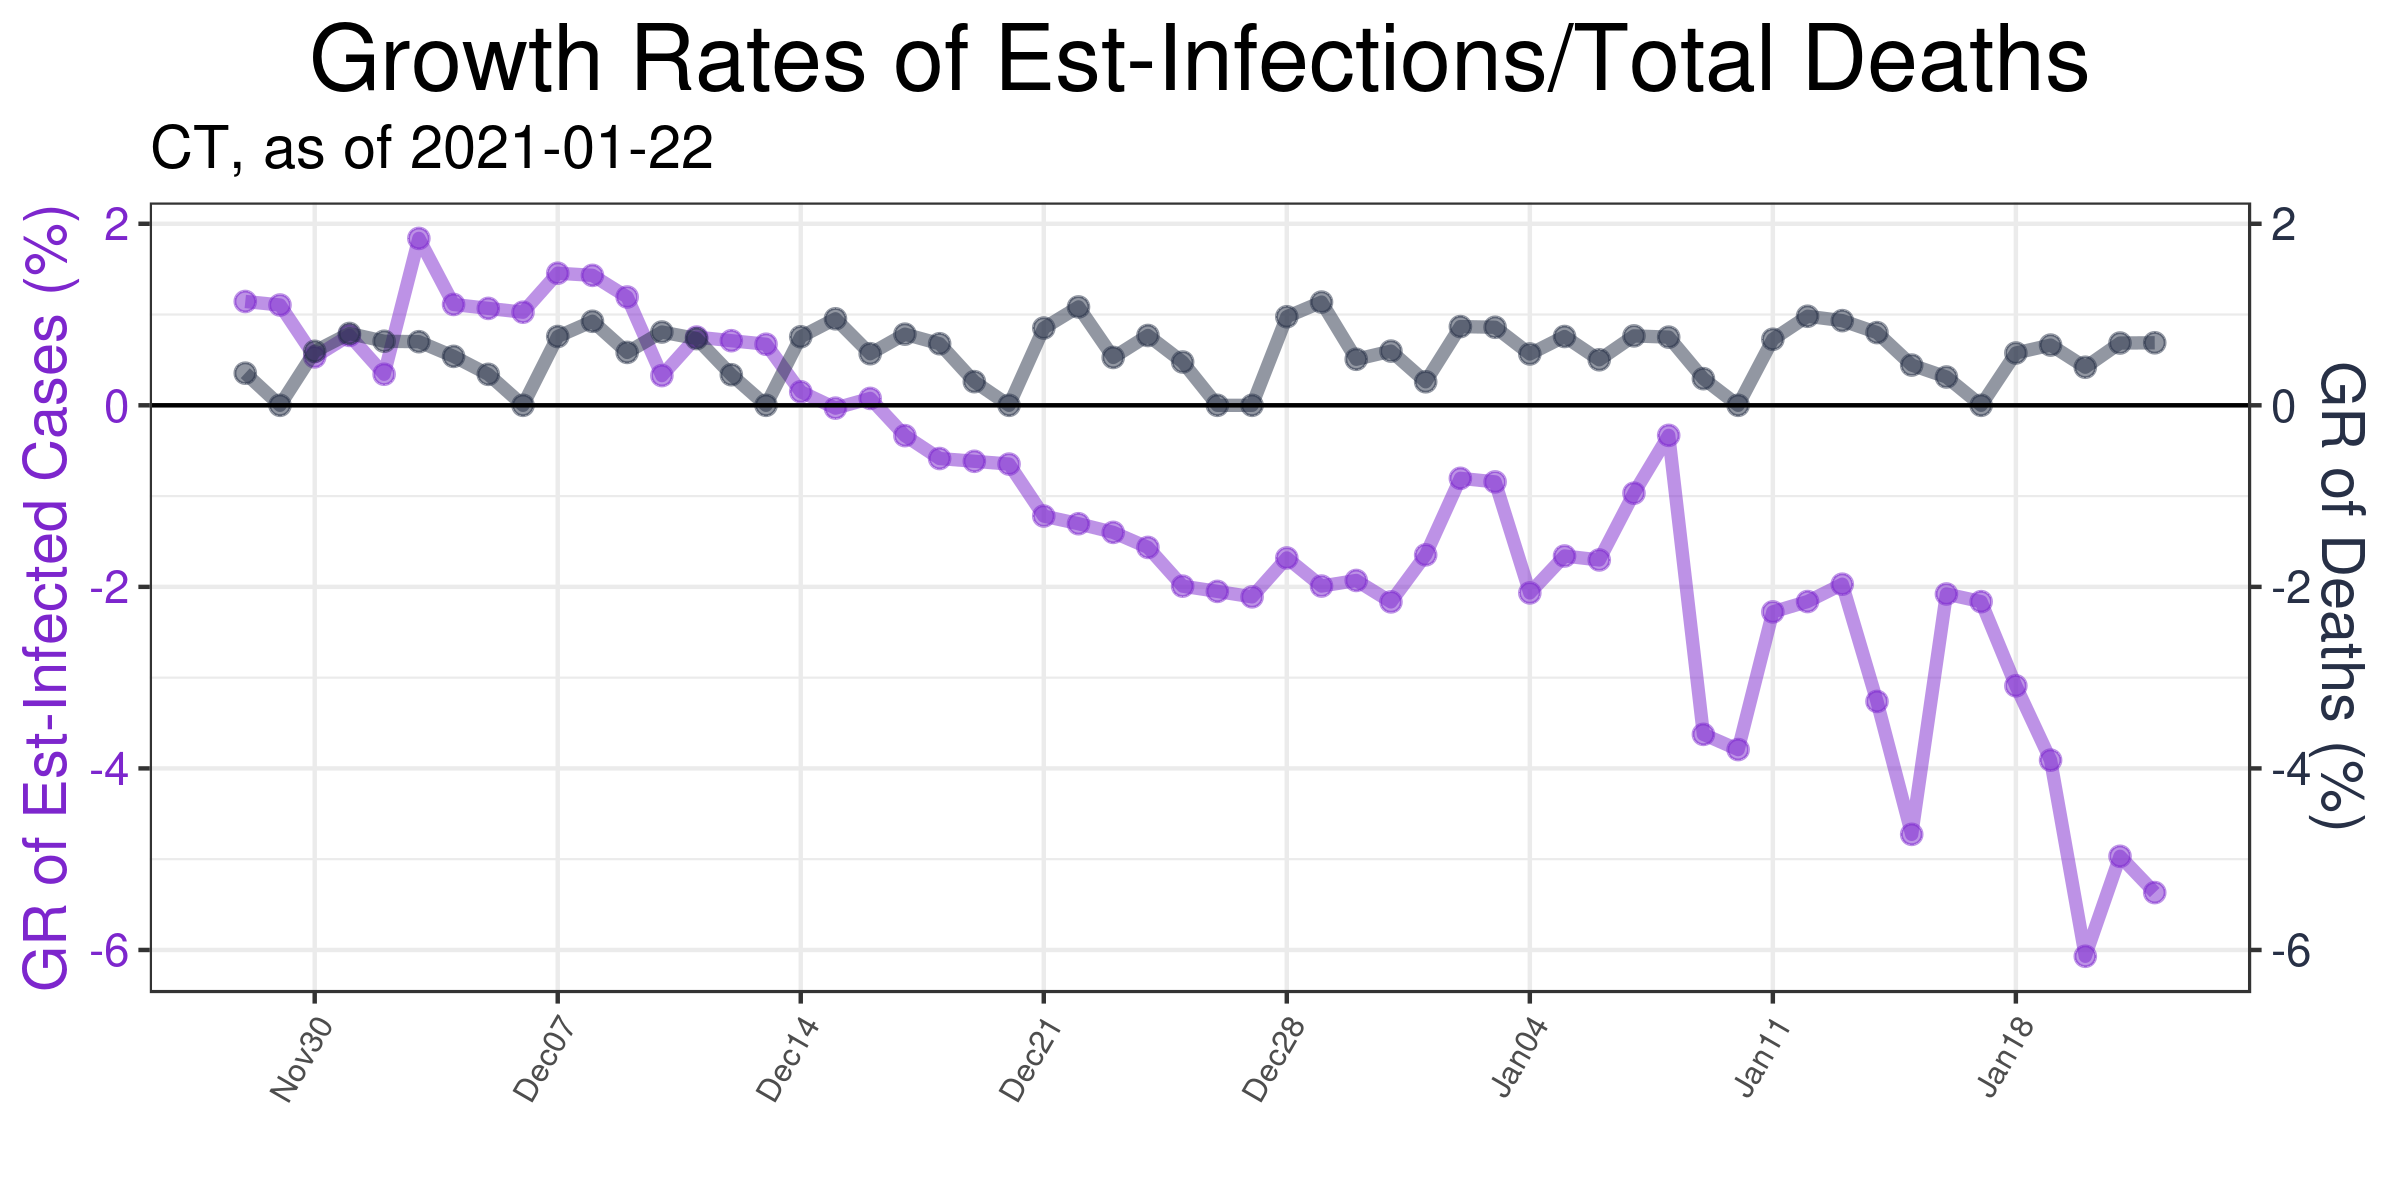 Growth Rates of Est-Infections/Total Deaths
CT, as of 2021-01-22
GR of Est-Infected Cases (%)
2
0
-2
-4
-6
2
0
-2
-4
-6
GR of Deaths (%)
Nov30
Dec07
Dec14
Dec21
Dec28
Jan04
Jan11
Jan18